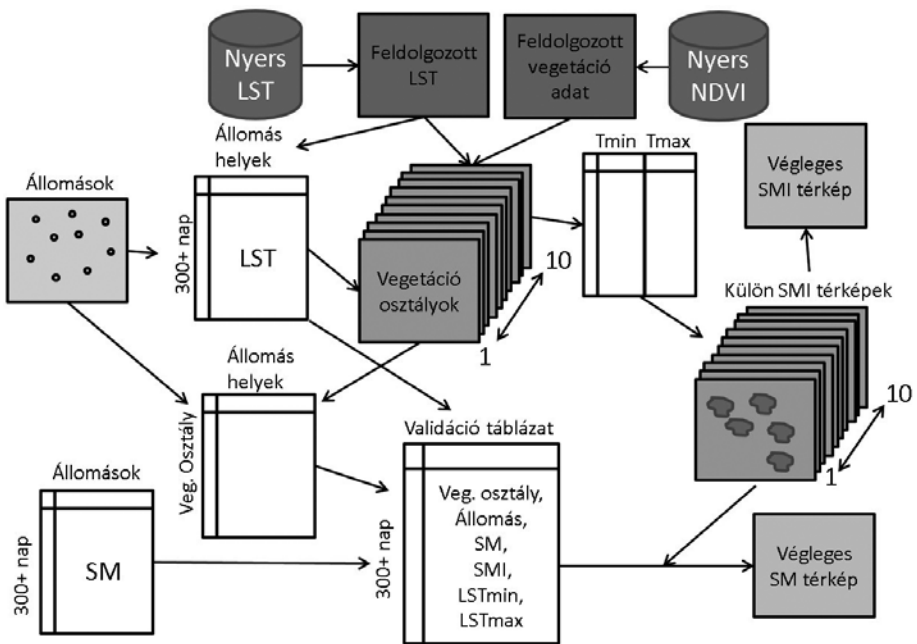 Nyers
LST
Feldolgozott
LST
Feldolgozott
vegetáció
adat
Nyers
NDVI
Állomás
helyek
Tmin Tmax
Végleges
SMI térkép
Állomások
300+ nap
LST
Vegetáció
osztályok
10
1
Külön SMI térképek
10
1
Állomás
helyek
Veg. Osztály
Validáció táblázat
Állomások
300+ nap
SM
300+ nap
Veg. osztály,
Állomás,
SM,
SMI,
LSTmin,
LSTmax
Végleges
SM térkép